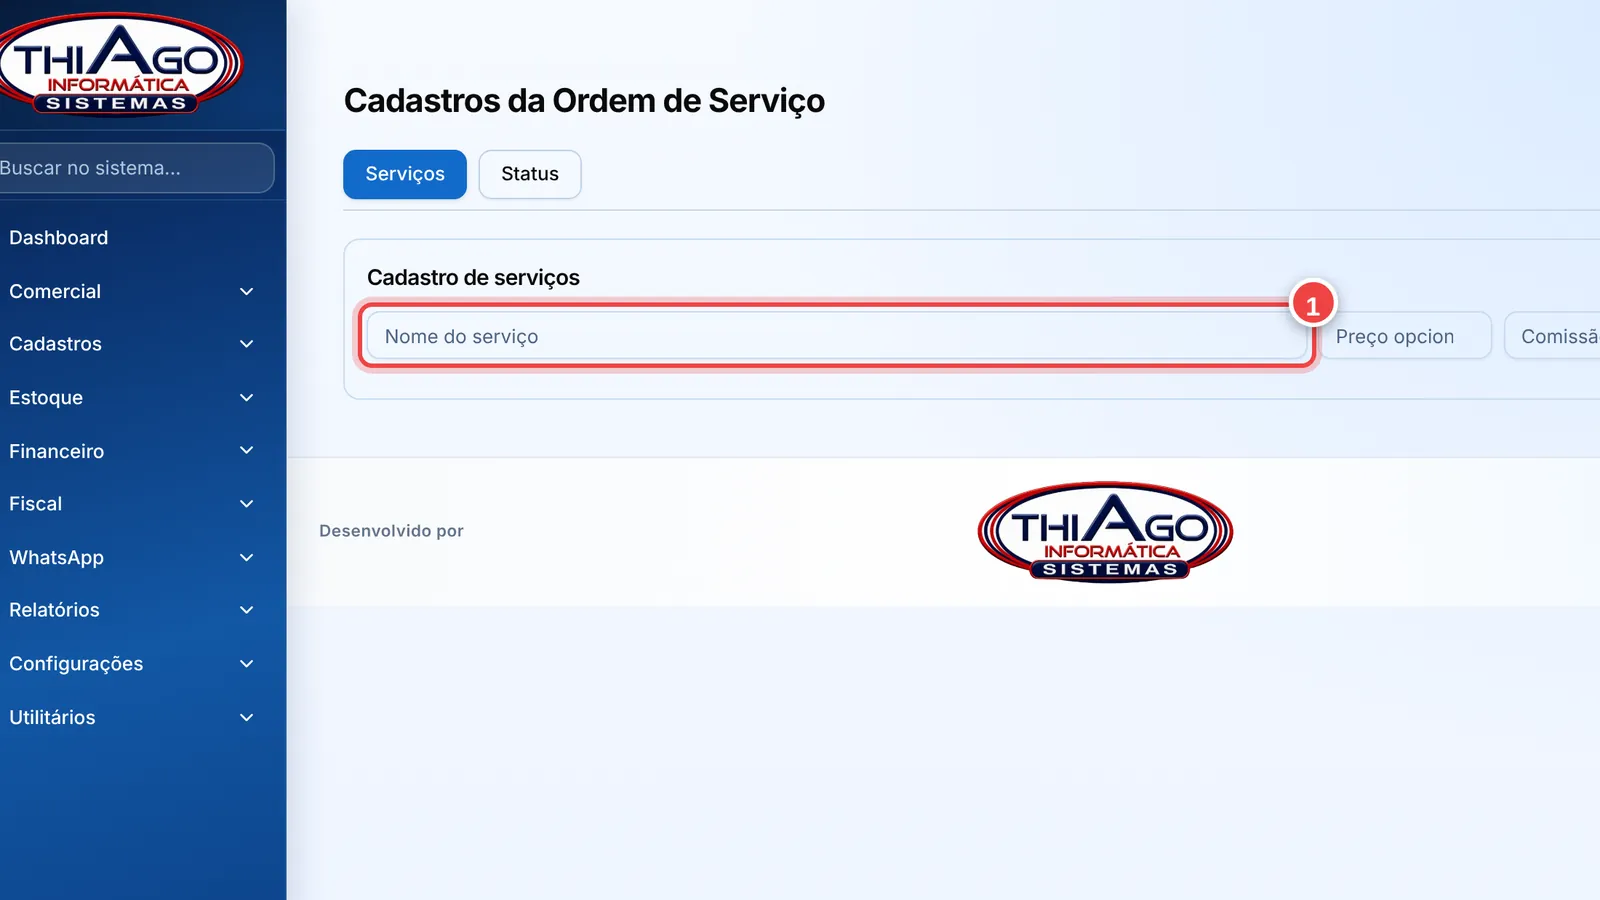 THIAGO
INFORMÁTICA
SISTEMAS
Buscar no sistema...
Dashboard
Comercial
Cadastros
Estoque
Financeiro
Fiscal
WhatsApp
Relatórios
Configurações
Utilitários
Cadastros da Ordem de Serviço
Serviços Status
Cadastro de serviços
1
Nome do serviço Preço opcion Comissã
Desenvolvido por
THIAGO
INFORMÁTICA
SISTEMAS